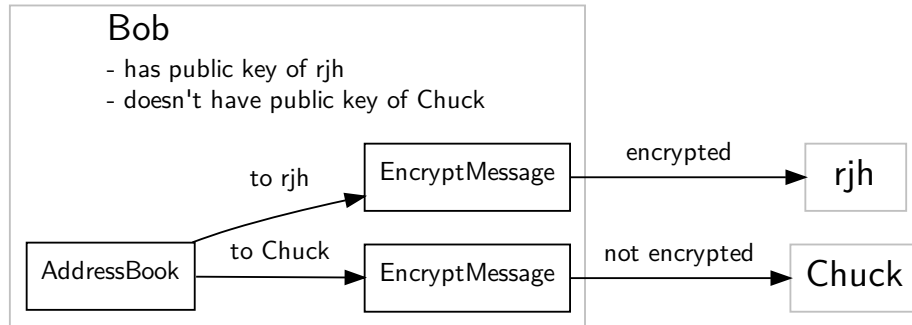 Bob
- has public key of rjh
- doesn't have public key of Chuck
to rjh
EncryptMessage
encrypted
rjh
AddressBook
to Chuck
EncryptMessage
not encrypted
Chuck